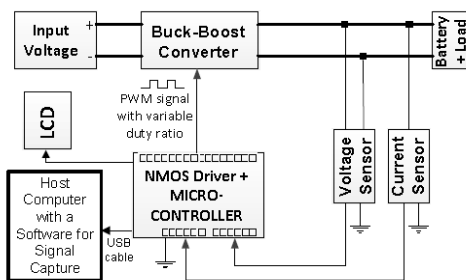 Input
Voltage
+
-
Buck-Boost
Converter
Battery
+ Load
PWM signal
with variable
duty ratio
LCD
NMOS Driver +
MICRO-
CONTROLLER
Voltage
Sensor
Current
Sensor
Host
Computer
with a
Software for
Signal
Capture
USB
cable